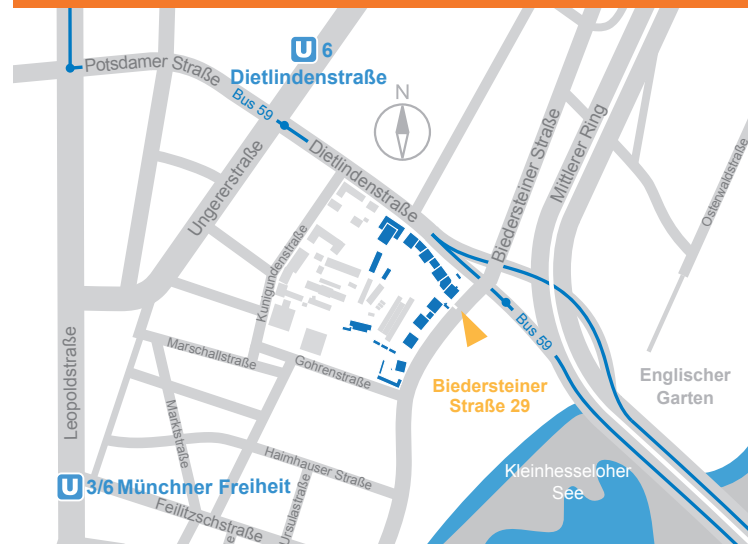 U 6
Dietlindenstraße
Potsdamer Straße
Bus 59
N
Dietlindenstraße
Ungererstraße
Biedersteiner Straße
Mittlerer Ring
Osterwaldstraße
Kunigundenstraße
Leopoldstraße
Marschallstraße
Gohrenstraße
Bus 59
Biedersteiner
Straße 29
Englischer
Garten
Marktstraße
Haimhauser Straße
Kleinhesseloher
See
U 3/6 Münchner Freiheit
Feilitzschstraße
Ursulastraße